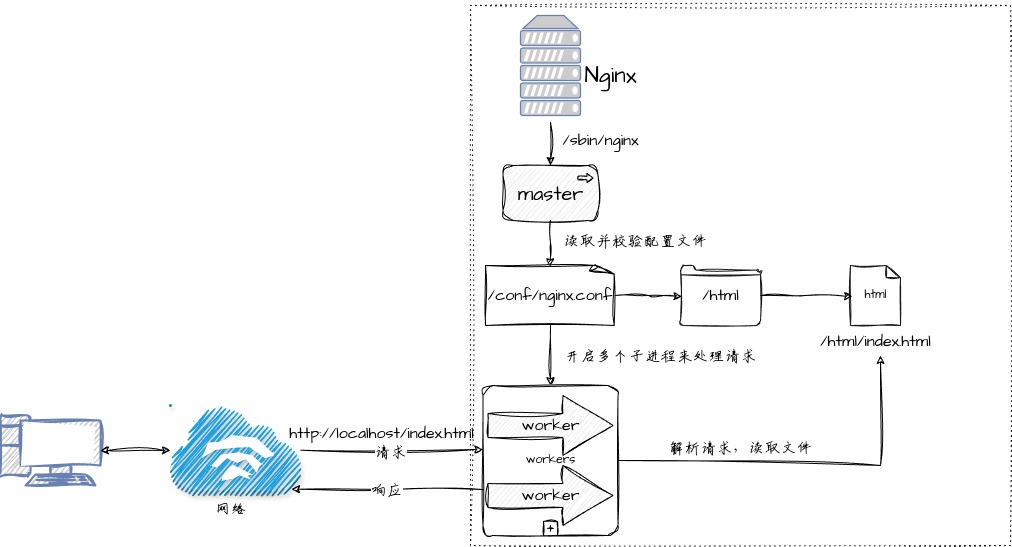 Nginx
/sbin/nginx
master
读取并校验配置文件
/conf/nginx.conf
/html
html
/html/index.html
开启多个子进程来处理请求
http://localhost/index.html
请求
worker
workers
解析请求，读取文件
响应
worker
网络